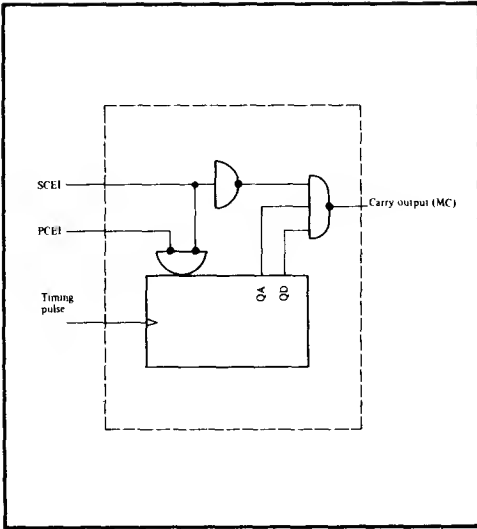 SCEI
PCEI
Carry output (MC)
Timing
pulse
QA
QD